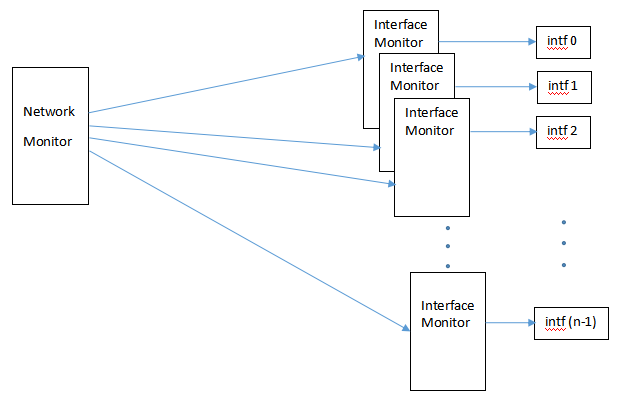 Network
Monitor
Interface
Monitor
intf 0
Interface
Monitor
intf 1
Interface
Monitor
intf 2
Interface
Monitor
intf (n-1)